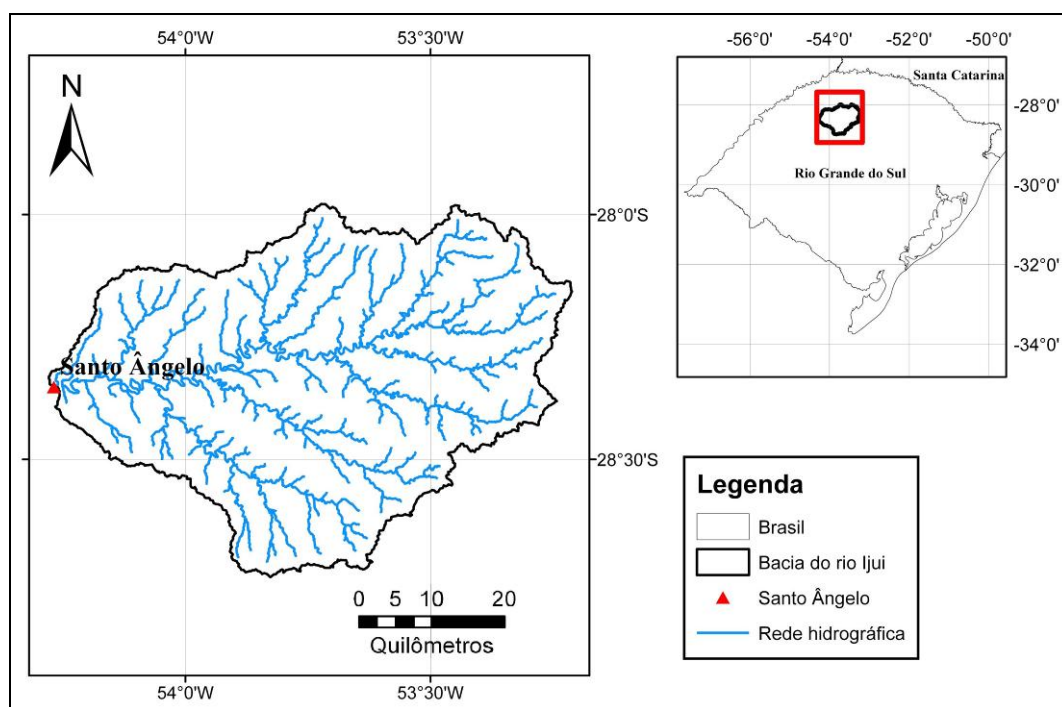 54°0'W
53°30'W
N
28°0'S
Santo Ângelo
28°30'S
0 5 10 20
Quilômetros
54°0'W
53°30'W
-56°0'
-54°0'
-52°0'
-50°0'
Santa Catarina
-28°0'
Rio Grande do Sul
-30°0'
-32°0'
-34°0'
Legenda
Brasil
Bacia do rio Ijui
Santo Ângelo
Rede hidrográfica